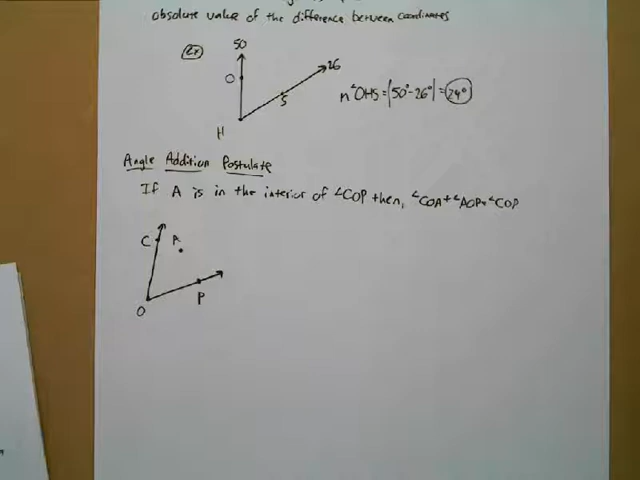 absolute value of the difference between coordinates
Ex
50
O
26
S
H
m∠OHS=|50°-26°|=24°
Angle Addition Postulate
If A is in the interior of ∠COP then, ∠COA+∠AOP=∠COP
C
A
P
O